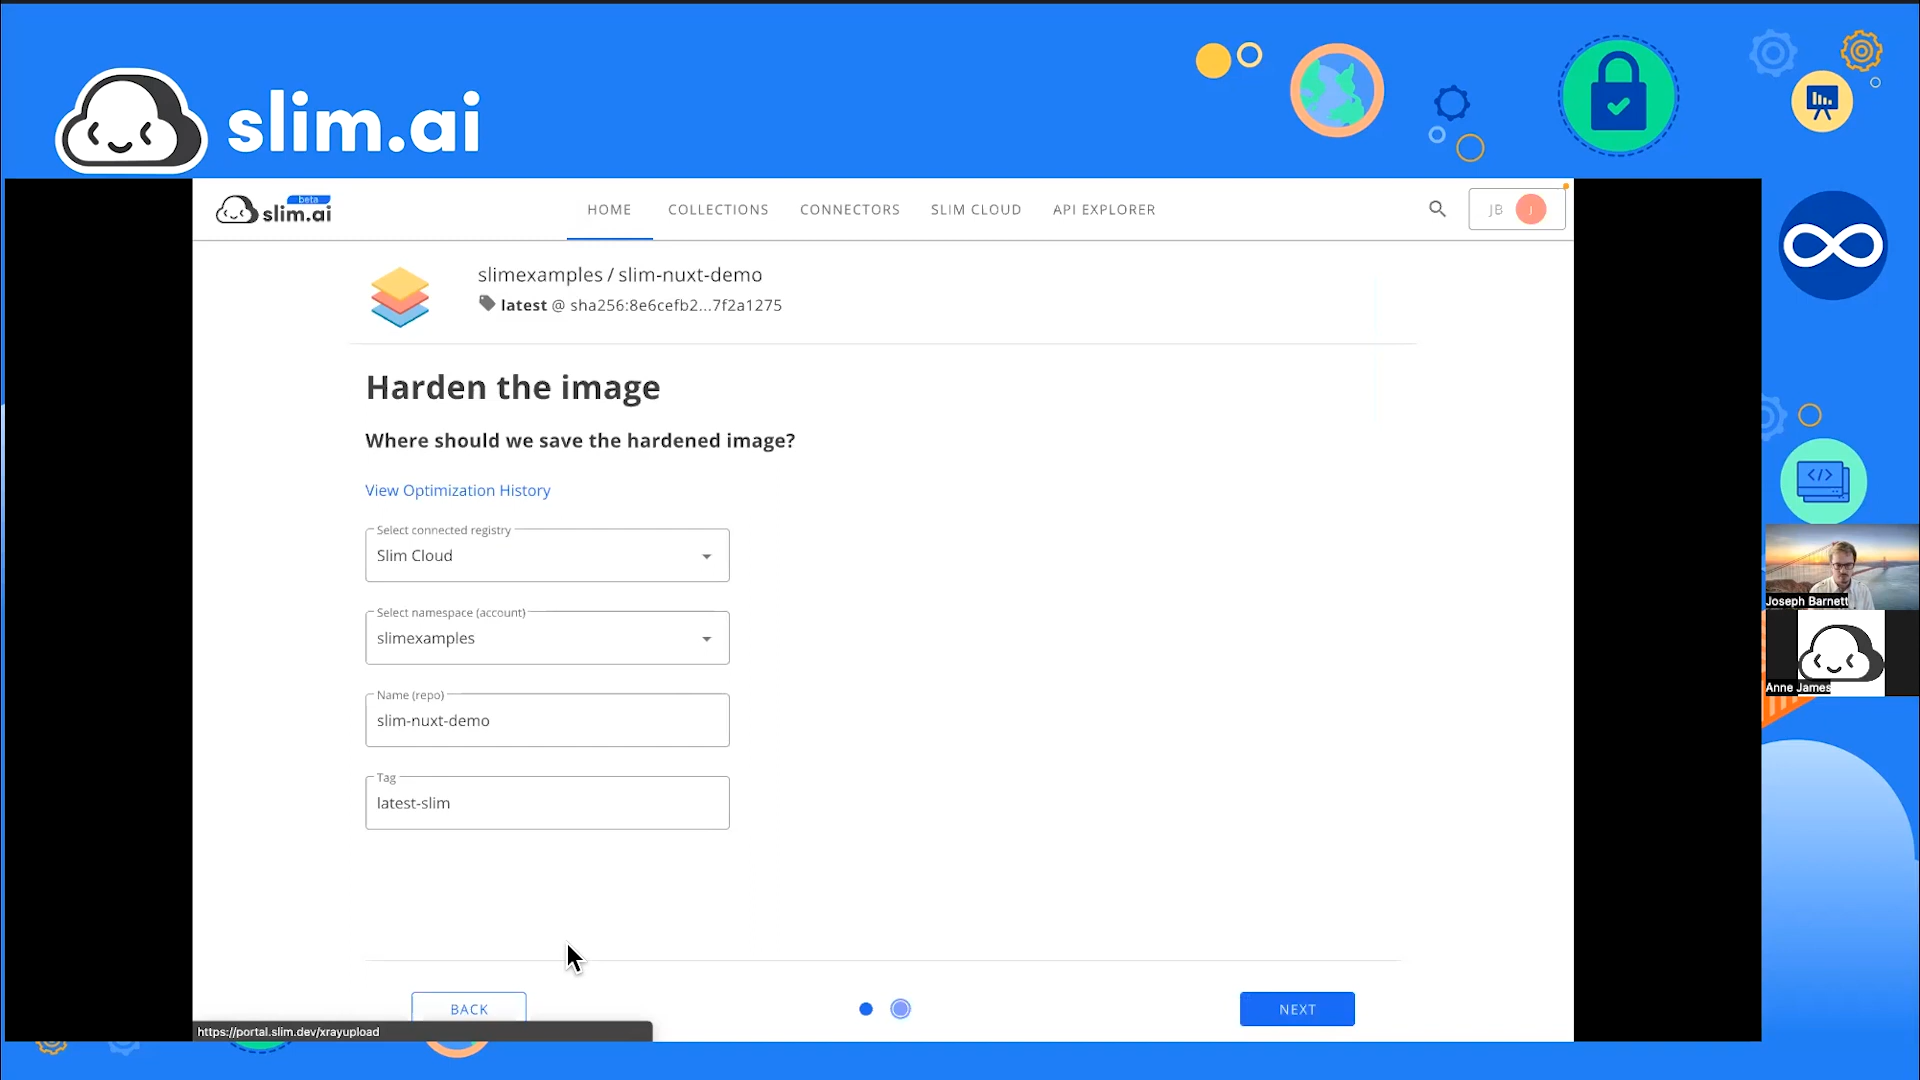 slim.ai
beta
slim.ai
HOME
COLLECTIONS
CONNECTORS
SLIM CLOUD
API EXPLORER
JB
J
slimexamples / slim-nuxt-demo
latest @ sha256:8e6cefb2...7f2a1275
Harden the image
Where should we save the hardened image?
View Optimization History
Select connected registry
Slim Cloud
Select namespace (account)
slimexamples
Name (repo)
slim-nuxt-demo
Tag
latest-slim
BACK
NEXT
https://portal.slim.dev/xrayupload
</>
Joseph Barnett
Anne James